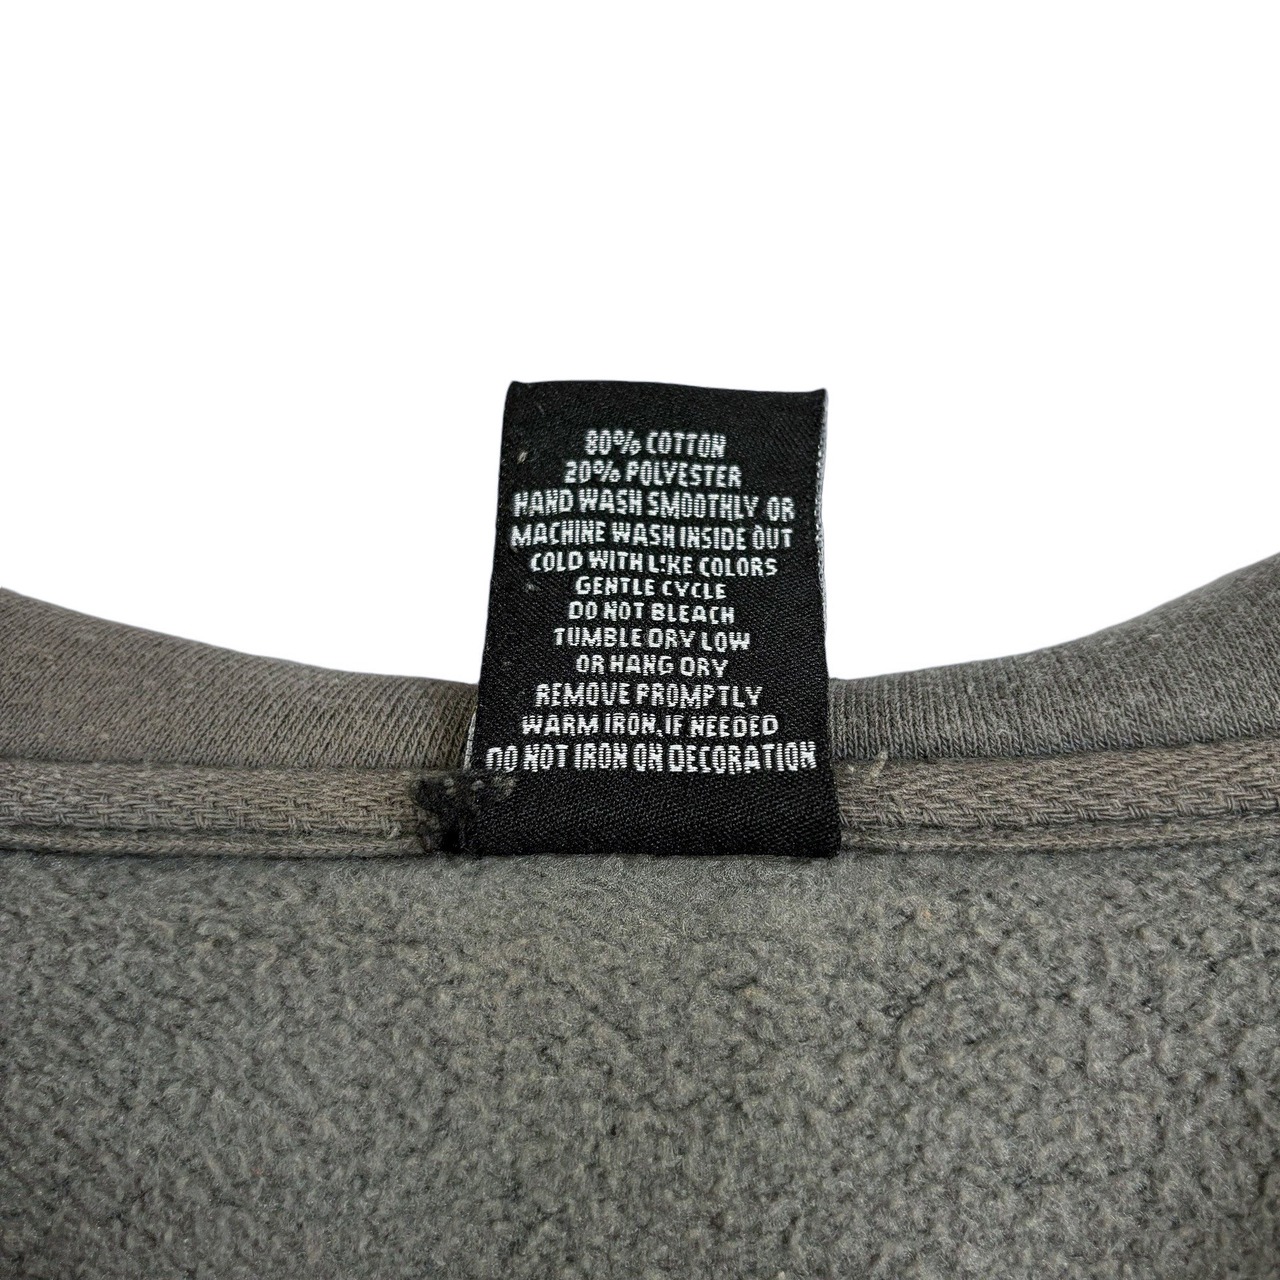 80% COTTON
20% POLYESTER
HAND WASH SMOOTHLY OR
MACHINE WASH INSIDE OUT
COLD WITH LIKE COLORS
GENTLE CYCLE
DO NOT BLEACH
TUMBLE DRY LOW
OR HANG DRY
REMOVE PROMPTLY
WARM IRON, IF NEEDED
DO NOT IRON ON DECORATION